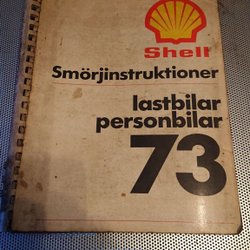 Shell
Smörjinstruktioner
lastbilar
personbilar
73